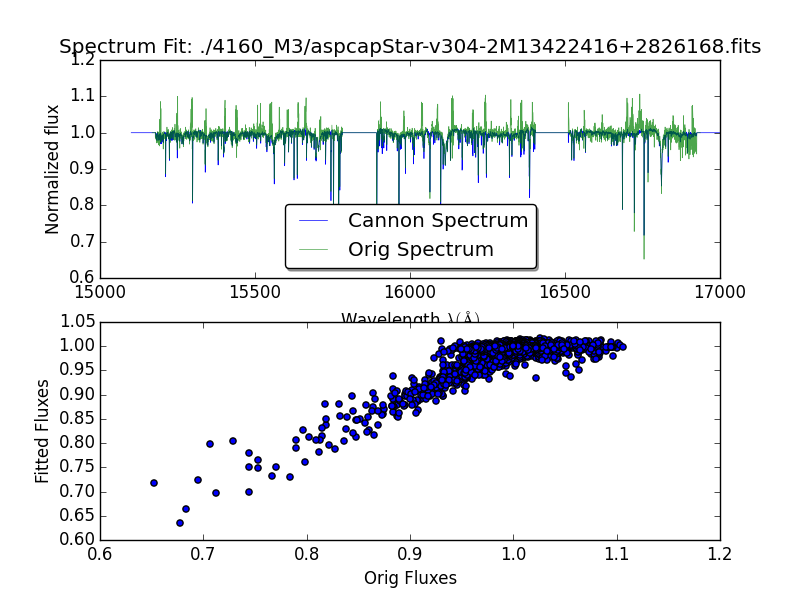 Spectrum Fit: ./4160_M3/aspcapStar-v304-2M13422416+2826168.fits
1.2
1.1
1.0
0.9
0.8
0.7
0.6
Normalized flux
Cannon Spectrum
Orig Spectrum
15000 15500 16000 16500 17000
Wavelength λ(Å)
1.05
1.00
0.95
0.90
0.85
0.80
0.75
0.70
0.65
0.60
Fitted Fluxes
0.6 0.7 0.8 0.9 1.0 1.1 1.2
Orig Fluxes